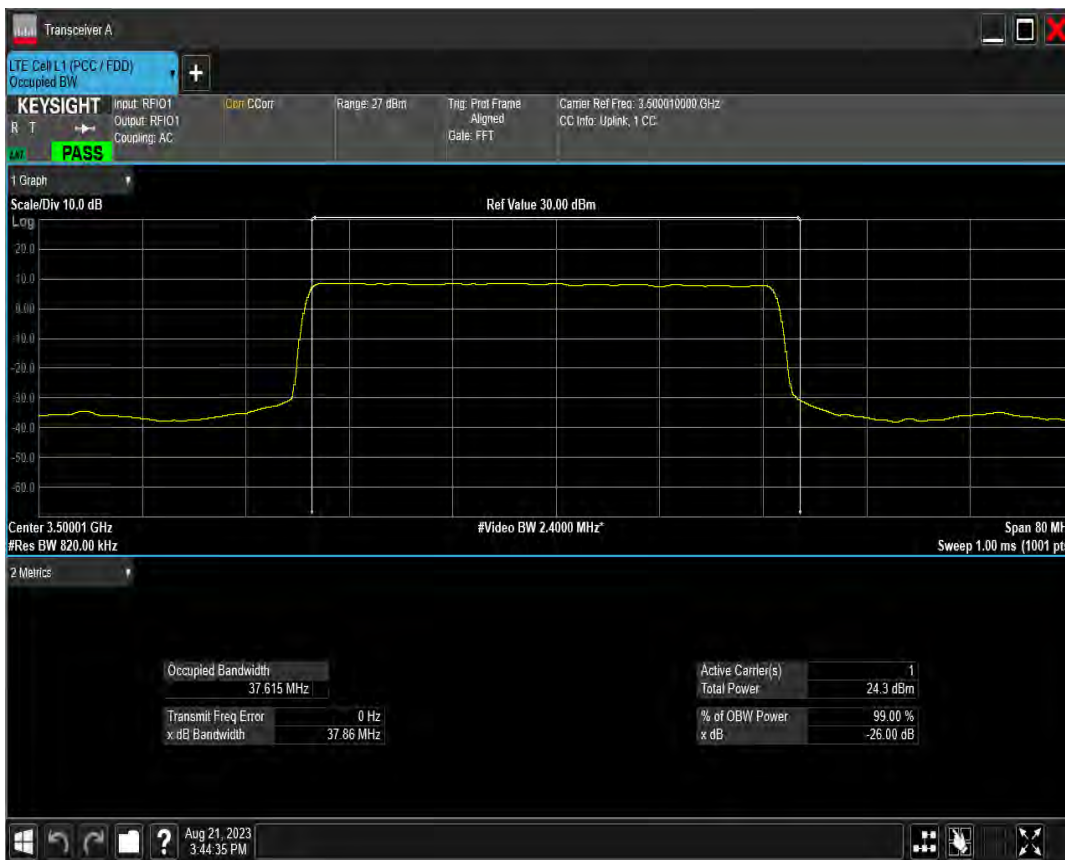 Transceiver A
LTE Cell L1 (PCC / FDD)
Occupied BW
KEYSIGHT
R T
PASS
Input: RFIO1
Output: RFIO1
Coupling: AC
Corr CCorr
Range: 27 dBm
Trig: Prot Frame
Aligned
Gate: FFT
Carrier Ref Freq: 3.500010000 GHz
CC Info: Uplink, 1 CC
1 Graph
Scale/Div 10.0 dB
Ref Value 30.00 dBm
Log
20.0
10.0
0.00
-10.0
-20.0
-30.0
-40.0
-50.0
-60.0
Center 3.50001 GHz
#Video BW 2.4000 MHz*
Span 80 MH
#Res BW 820.00 kHz
Sweep 1.00 ms (1001 pts
2 Metrics
Occupied Bandwidth
37.615 MHz
Transmit Freq Error 0 Hz
x dB Bandwidth 37.86 MHz
Active Carrier(s) 1
Total Power 24.3 dBm
% of OBW Power 99.00 %
x dB -26.00 dB
Aug 21, 2023
3:44:35 PM